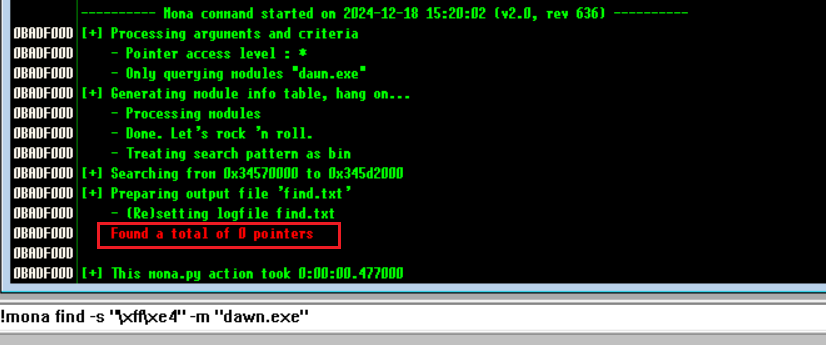 ---------- Mona command started on 2024-12-18 15:20:02 (v2.0, rev 636) ----------
0BADF00D [+] Processing arguments and criteria
0BADF00D - Pointer access level : *
0BADF00D - Only querying modules "dawn.exe"
0BADF00D [+] Generating module info table, hang on...
0BADF00D - Processing modules
0BADF00D - Done. Let's rock 'n roll.
0BADF00D - Treating search pattern as bin
0BADF00D [+] Searching from 0x34570000 to 0x345d2000
0BADF00D [+] Preparing output file 'find.txt'
0BADF00D - (Re)setting logfile find.txt
0BADF00D Found a total of 0 pointers
0BADF00D
0BADF00D [+] This mona.py action took 0:00:00.477000
!mona find -s "\xff\xe4" -m "dawn.exe"